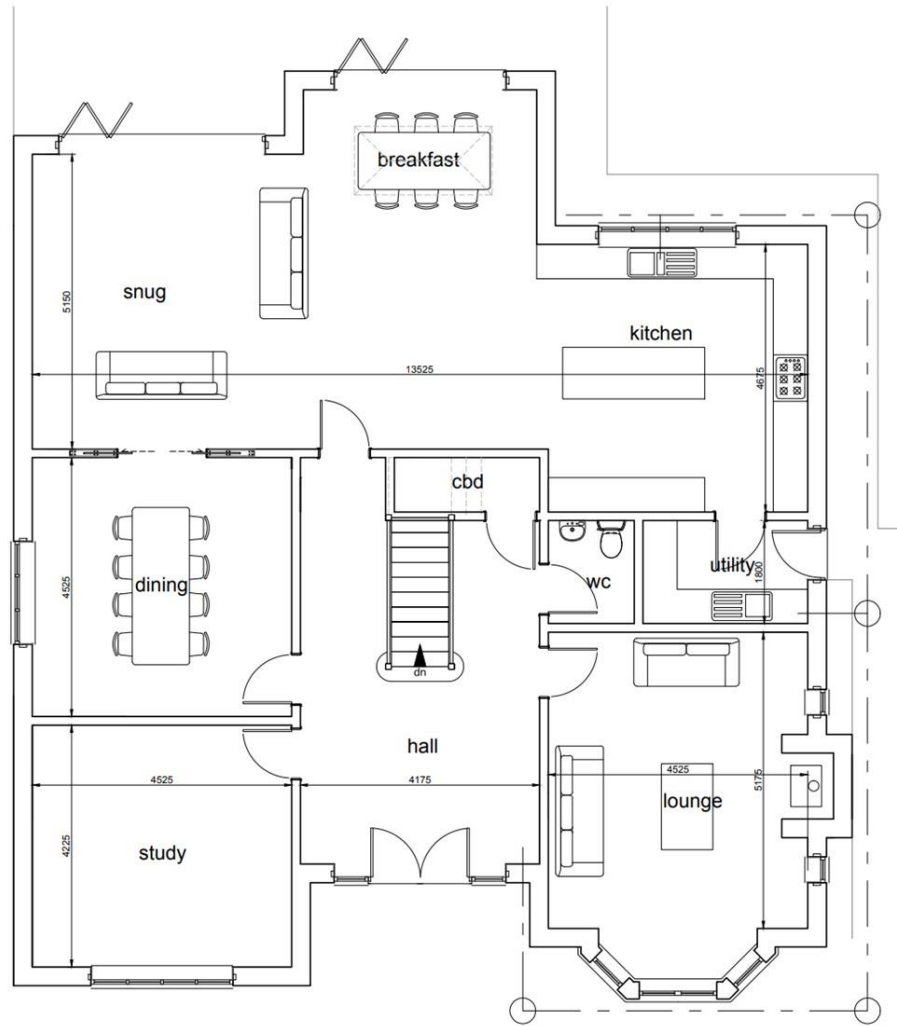 breakfast
snug
5150
kitchen
13525
4675
cbd
4525
dining
wc
utility
1800
dn
hall
4525
4175
4525
5175
lounge
4225
study